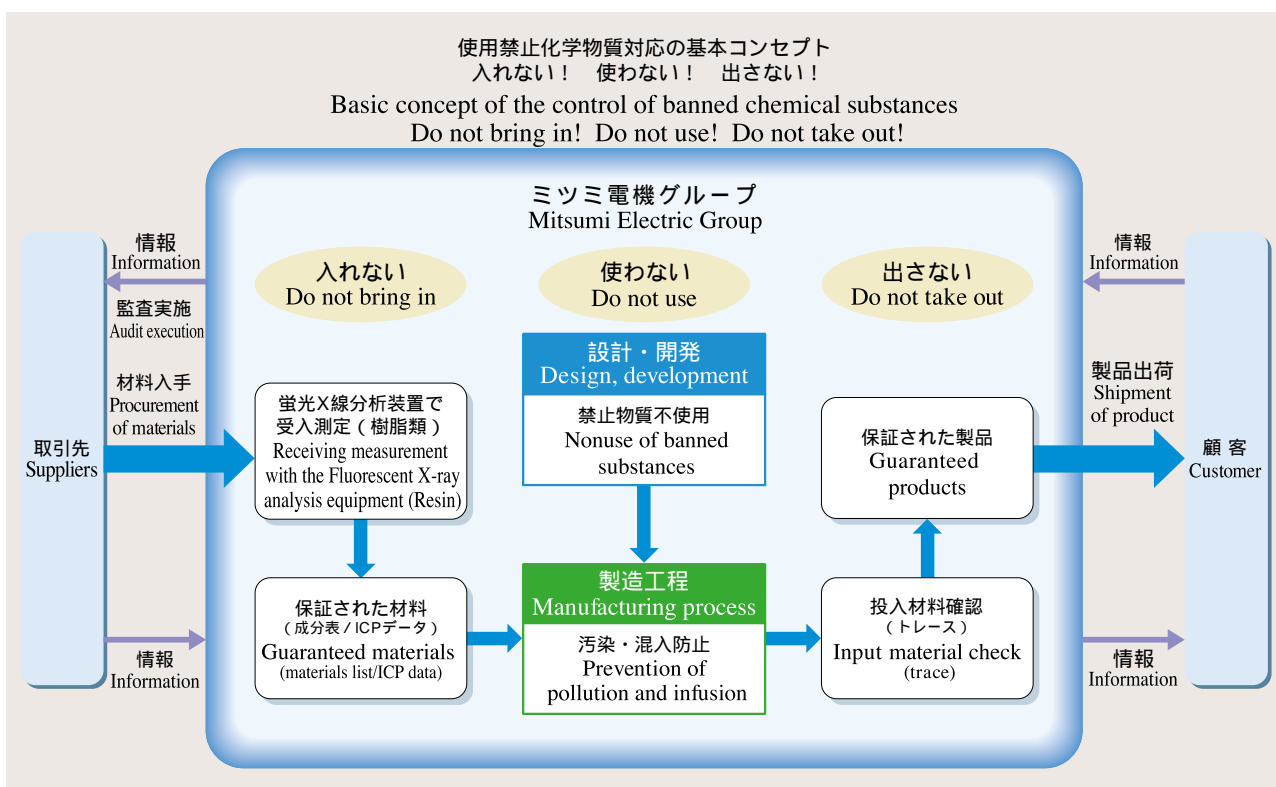 使用禁止化学物質対応の基本コンセプト
入れない！ 使わない！ 出さない！
Basic concept of the control of banned chemical substances
Do not bring in! Do not use! Do not take out!
ミツミ電機グループ
Mitsumi Electric Group
取引先
Suppliers
情報
Information
監査実施
Audit execution
材料入手
Procurement
of materials
情報
Information
入れない
Do not bring in
蛍光X線分析装置で
受入測定（樹脂類）
Receiving measurement
with the Fluorescent X-ray
analysis equipment (Resin)
保証された材料
（成分表 / ICPデータ）
Guaranteed materials
(materials list/ICP data)
使わない
Do not use
設計・開発
Design, development
禁止物質不使用
Nonuse of banned
substances
製造工程
Manufacturing process
汚染・混入防止
Prevention of
pollution and infusion
出さない
Do not take out
保証された製品
Guaranteed
products
投入材料確認
（トレース）
Input material check
(trace)
情報
Information
製品出荷
Shipment
of product
情報
Information
顧 客
Customer